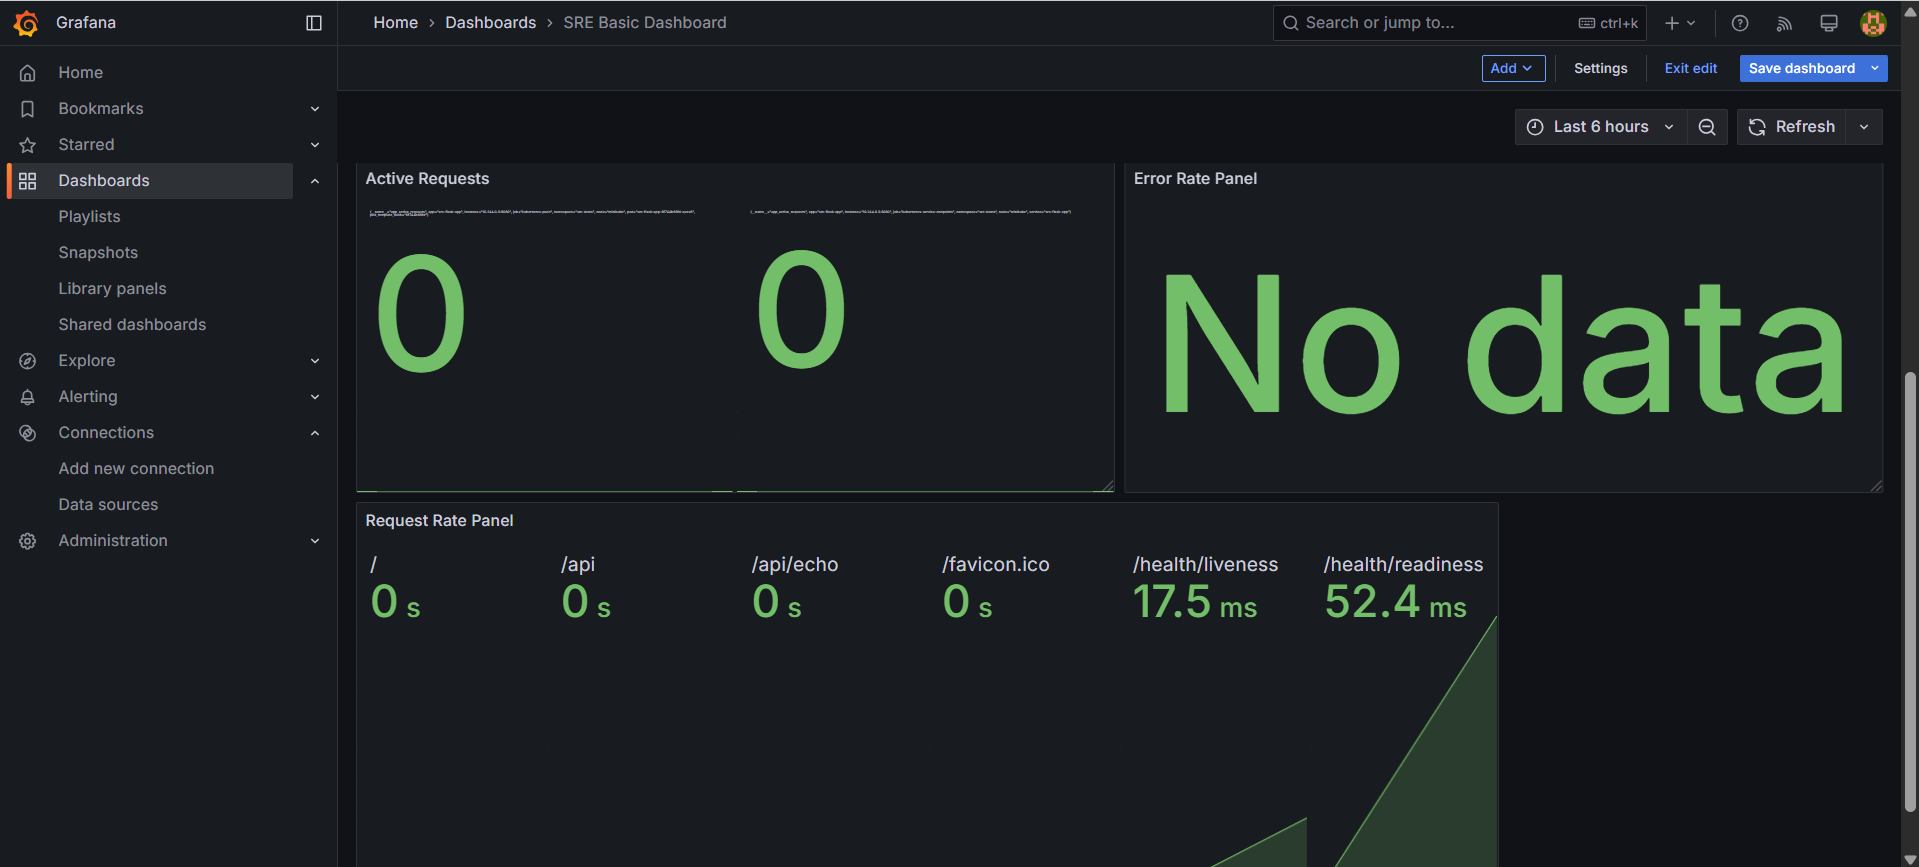 Grafana
Home › Dashboards › SRE Basic Dashboard
Search or jump to...
ctrl+k
Add
Settings
Exit edit
Save dashboard
Last 6 hours
Refresh
Home
Bookmarks
Starred
Dashboards
Playlists
Snapshots
Library panels
Shared dashboards
Explore
Alerting
Connections
Add new connection
Data sources
Administration
Active Requests
0
0
Error Rate Panel
No data
Request Rate Panel
/
0 s
/api
0 s
/api/echo
0 s
/favicon.ico
0 s
/health/liveness
17.5 ms
/health/readiness
52.4 ms